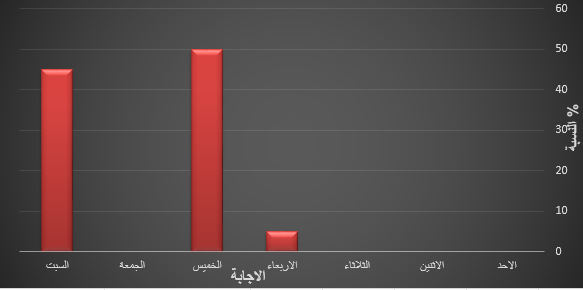 60
50
40
30
20
10
0
النسبة %
الاحد
الاثنين
الثلاثاء
الاربعاء
الخميس
الجمعة
السبت
الاجابة